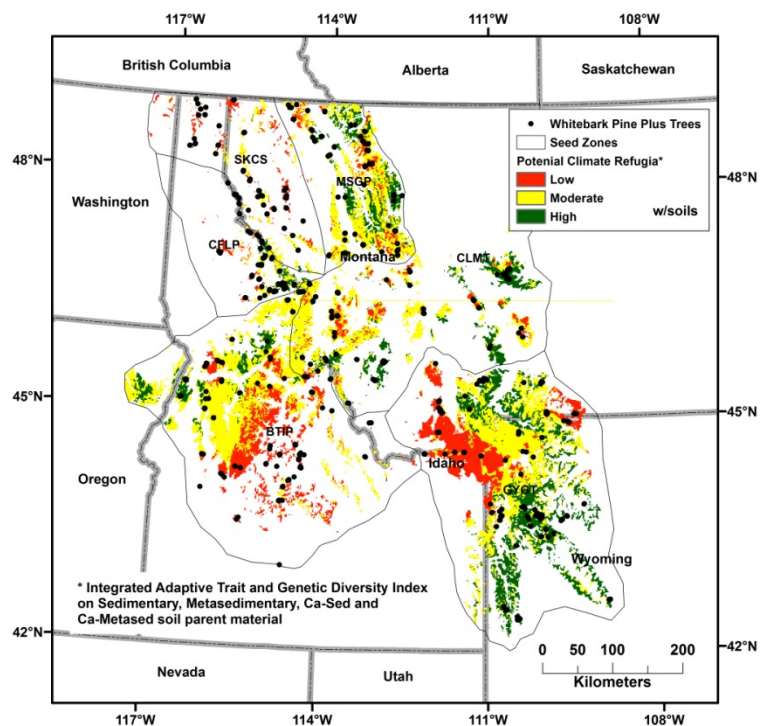 117°W 114°W 111°W 108°W
British Columbia
Alberta
Saskatchewan
Whitebark Pine Plus Trees
Seed Zones
Potenial Climate Refugia*
Low
Moderate
High
w/soils
48°N
48°N
SKCS
MSGP
Washington
CFLP
Montana
CLMT
45°N
45°N
BTIP
Idaho
GYGT
Oregon
Wyoming
* Integrated Adaptive Trait and Genetic Diversity Index
on Sedimentary, Metasedimentary, Ca-Sed and
Ca-Metased soil parent material
42°N
42°N
0 50 100 200
Kilometers
Nevada
Utah
117°W 114°W 111°W 108°W